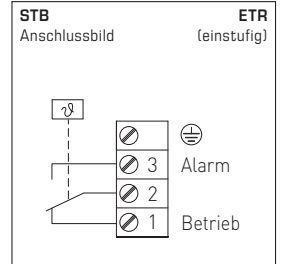 STB ETR
Anschlussbild (einstufig)
ϑ
3 Alarm
2
1 Betrieb